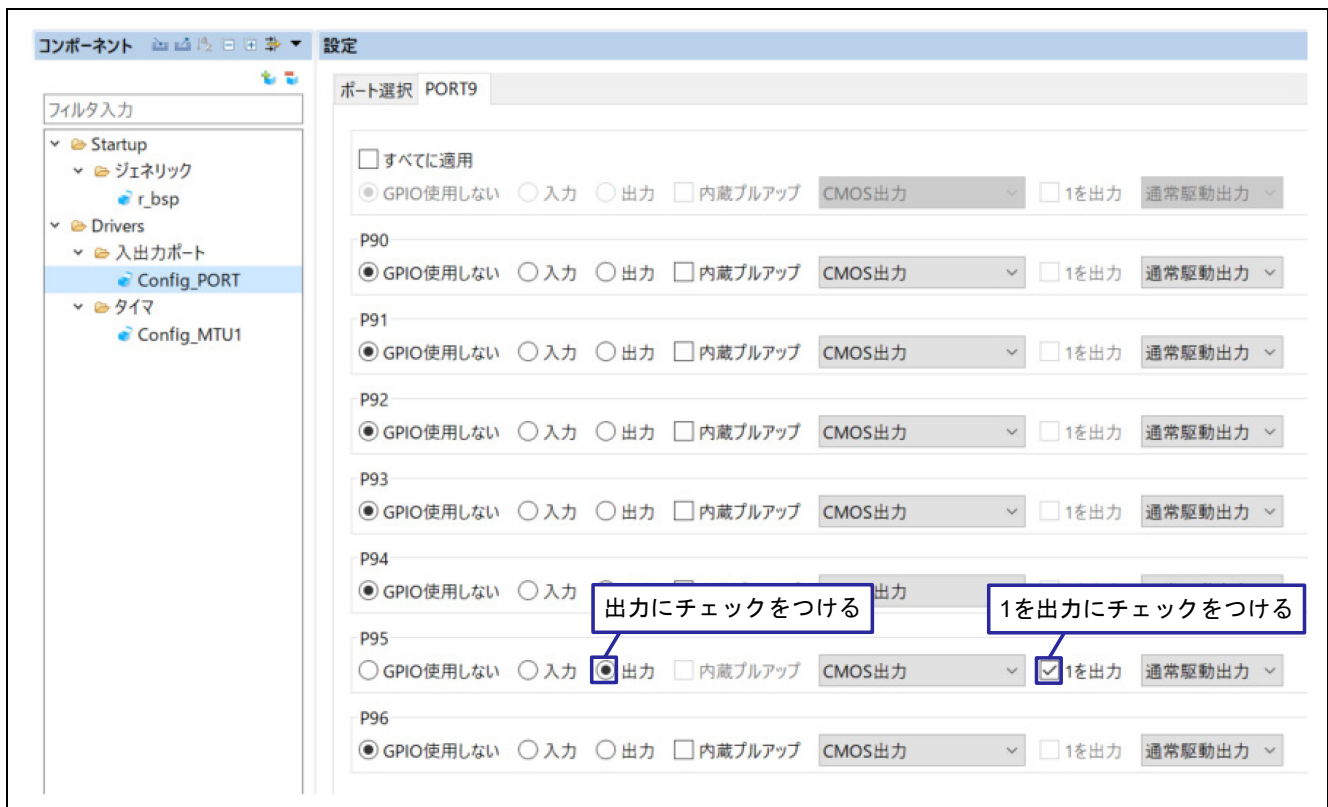 コンポーネント
設定
フィルタ入力
Startup
ジェネリック
r_bsp
Drivers
入出力ポート
Config_PORT
タイマ
Config_MTU1
ポート選択 PORT9
すべてに適用
GPIO使用しない 入力 出力 内蔵プルアップ CMOS出力 1を出力 通常駆動出力
P90
GPIO使用しない 入力 出力 内蔵プルアップ CMOS出力 1を出力 通常駆動出力
P91
GPIO使用しない 入力 出力 内蔵プルアップ CMOS出力 1を出力 通常駆動出力
P92
GPIO使用しない 入力 出力 内蔵プルアップ CMOS出力 1を出力 通常駆動出力
P93
GPIO使用しない 入力 出力 内蔵プルアップ CMOS出力 1を出力 通常駆動出力
P94
GPIO使用しない 入力 出力
出力にチェックをつける
1を出力にチェックをつける
P95
GPIO使用しない 入力 出力 内蔵プルアップ CMOS出力 1を出力 通常駆動出力
P96
GPIO使用しない 入力 出力 内蔵プルアップ CMOS出力 1を出力 通常駆動出力